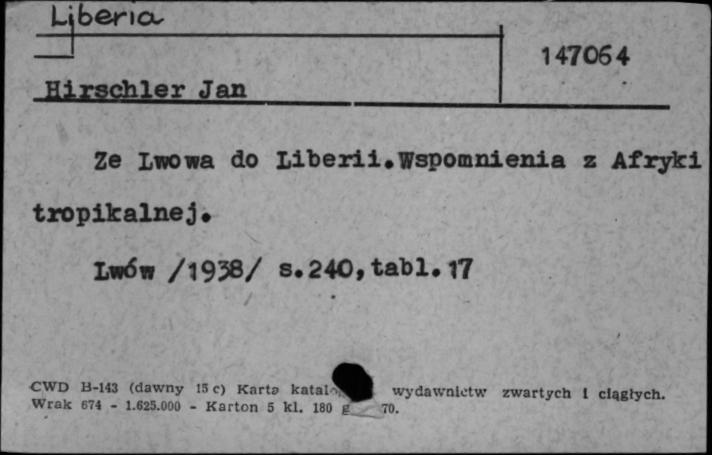 Liberia
147064
Hirschler Jan
Ze Lwowa do Liberii.Wspomnienia z Afryki
tropikalnej.
Lwów /1938/ s.240,tabl.17
CWD H-143 (dawny 15 c) Karta wydawnictw zwartych i ciągłych.
Wrak 674 - 1.625.000 - Karton 5 kl. 180 g 70.